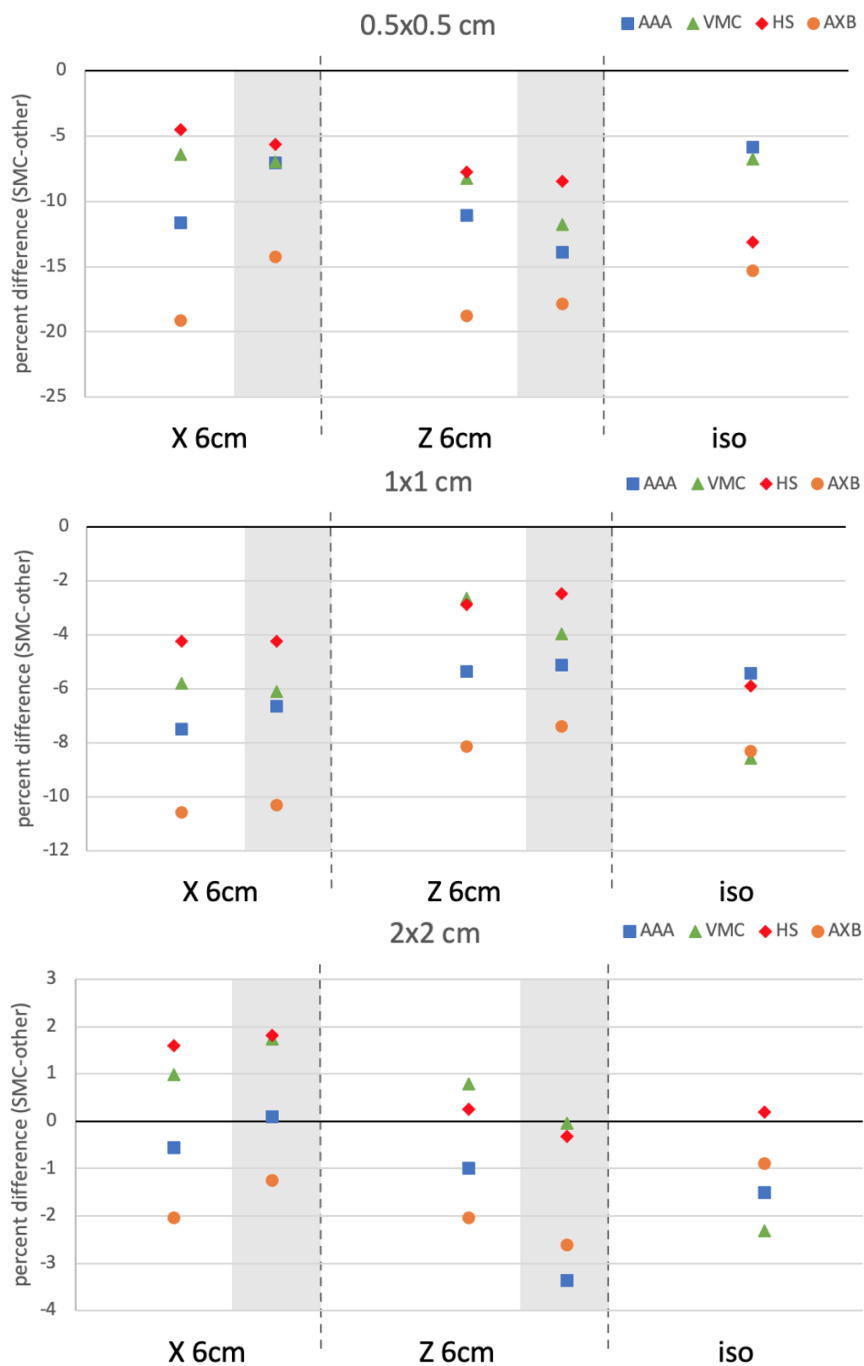 0.5x0.5 cm
AAA VMC HS AXB
percent difference (SMC-other)
0
-5
-10
-15
-20
-25
X 6cm Z 6cm iso
1x1 cm
AAA VMC HS AXB
percent difference (SMC-other)
0
-2
-4
-6
-8
-10
-12
X 6cm Z 6cm iso
2x2 cm
AAA VMC HS AXB
percent difference (SMC-other)
3
2
1
0
-1
-2
-3
-4
X 6cm Z 6cm iso